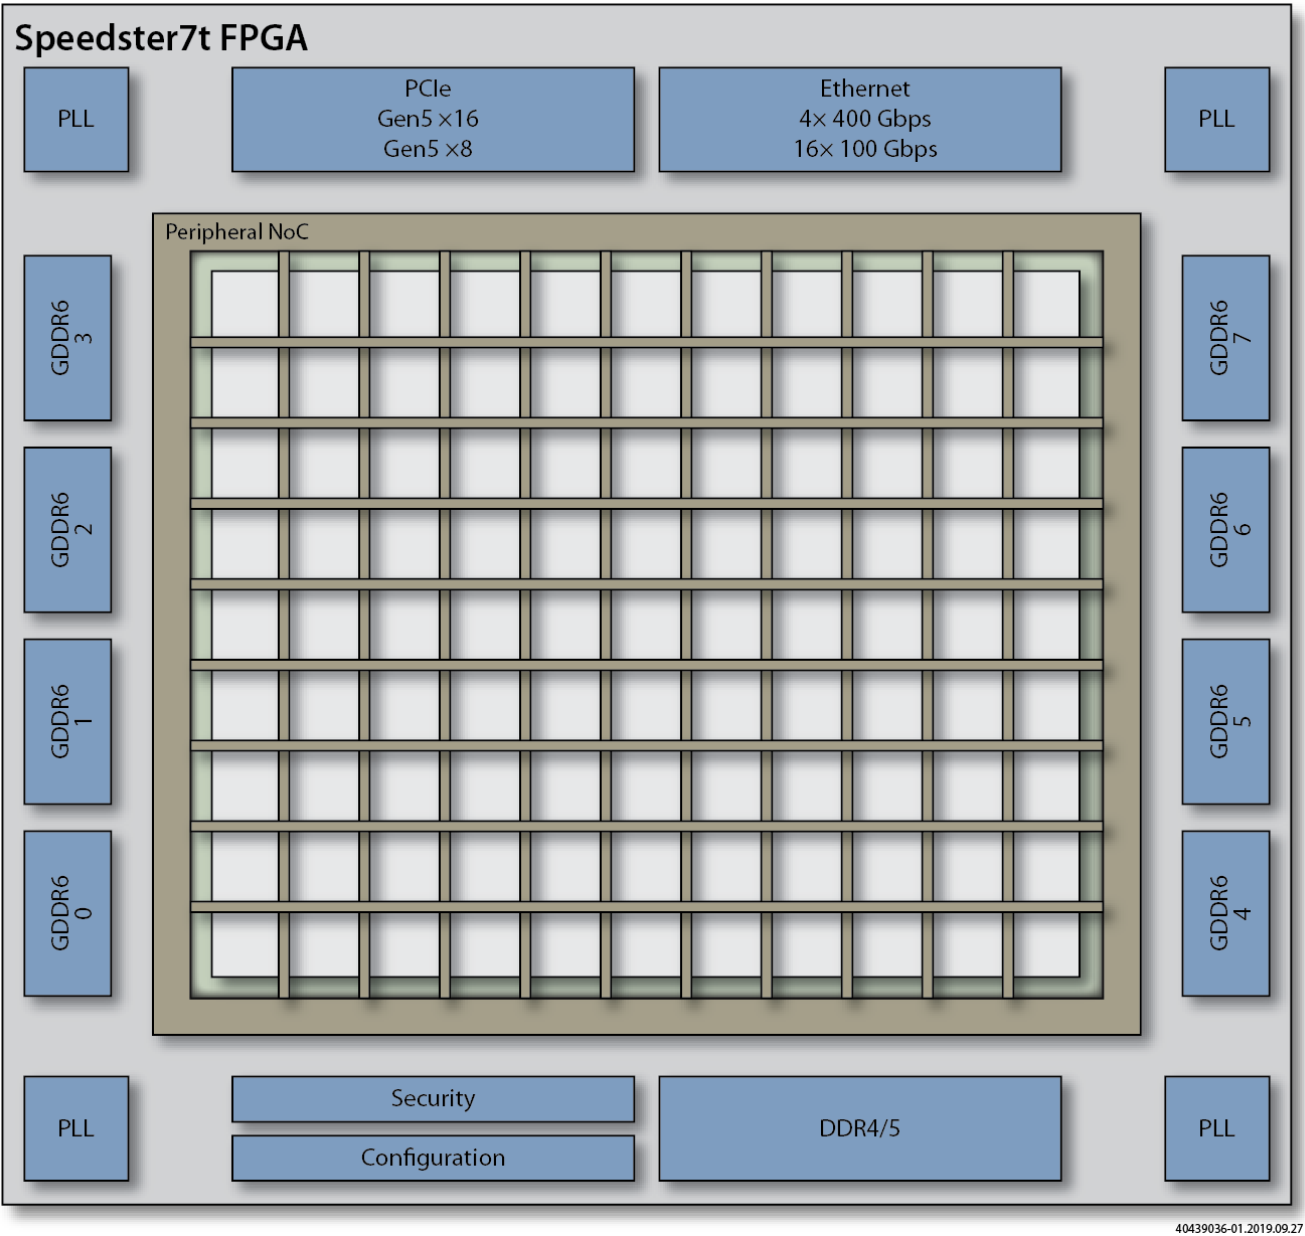 Speedster7t FPGA
PLL
PCIe
Gen5 ×16
Gen5 ×8
Ethernet
4× 400 Gbps
16× 100 Gbps
PLL
Peripheral NoC
GDDR6
3
GDDR6
7
GDDR6
2
GDDR6
6
GDDR6
1
GDDR6
5
GDDR6
0
GDDR6
4
PLL
Security
Configuration
DDR4/5
PLL
40439036-01.2019.09.27